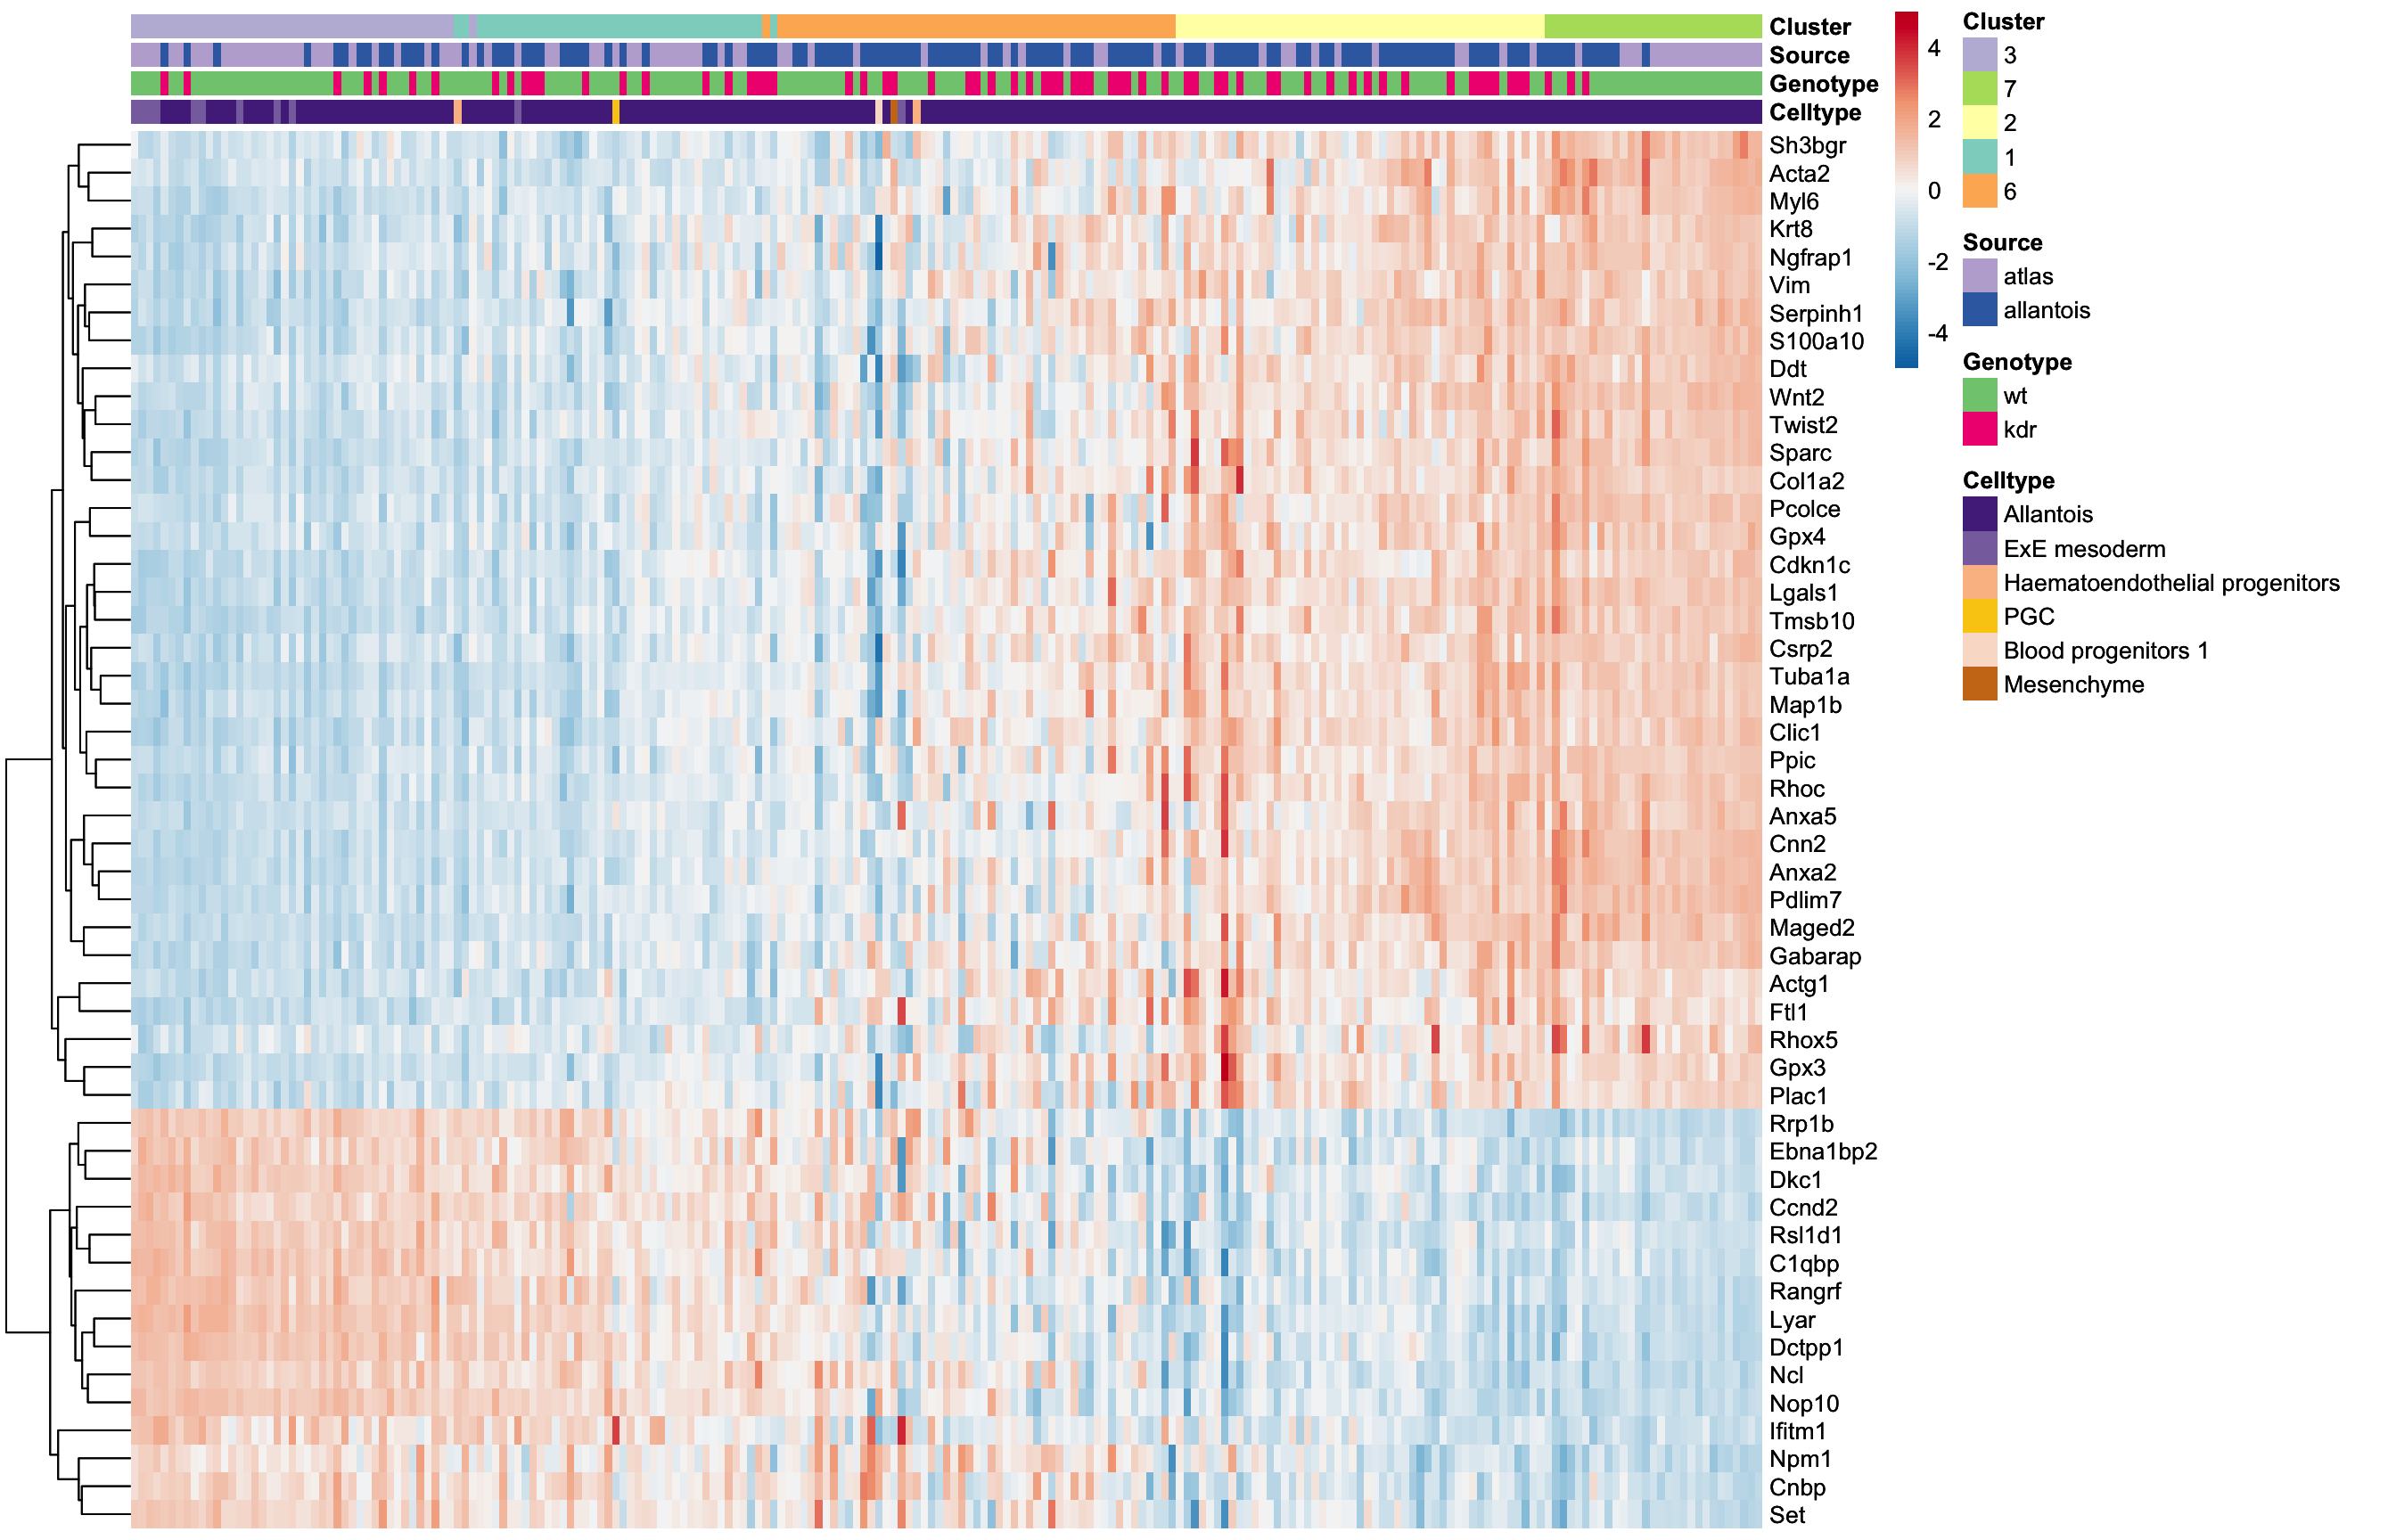 Cluster
Source
Genotype
Celltype
Sh3bgr
Acta2
Myl6
Krt8
Ngfrap1
Vim
Serpinh1
S100a10
Ddt
Wnt2
Twist2
Sparc
Col1a2
Pcolce
Gpx4
Cdkn1c
Lgals1
Tmsb10
Csrp2
Tuba1a
Map1b
Clic1
Ppic
Rhoc
Anxa5
Cnn2
Anxa2
Pdlim7
Maged2
Gabarap
Actg1
Ftl1
Rhox5
Gpx3
Plac1
Rrp1b
Ebna1bp2
Dkc1
Ccnd2
Rsl1d1
C1qbp
Rangrf
Lyar
Dctpp1
Ncl
Nop10
Ifitm1
Npm1
Cnbp
Set
4
2
0
-2
-4
Cluster
3
7
2
1
6
Source
atlas
allantois
Genotype
wt
kdr
Celltype
Allantois
ExE mesoderm
Haematoendothelial progenitors
PGC
Blood progenitors 1
Mesenchyme